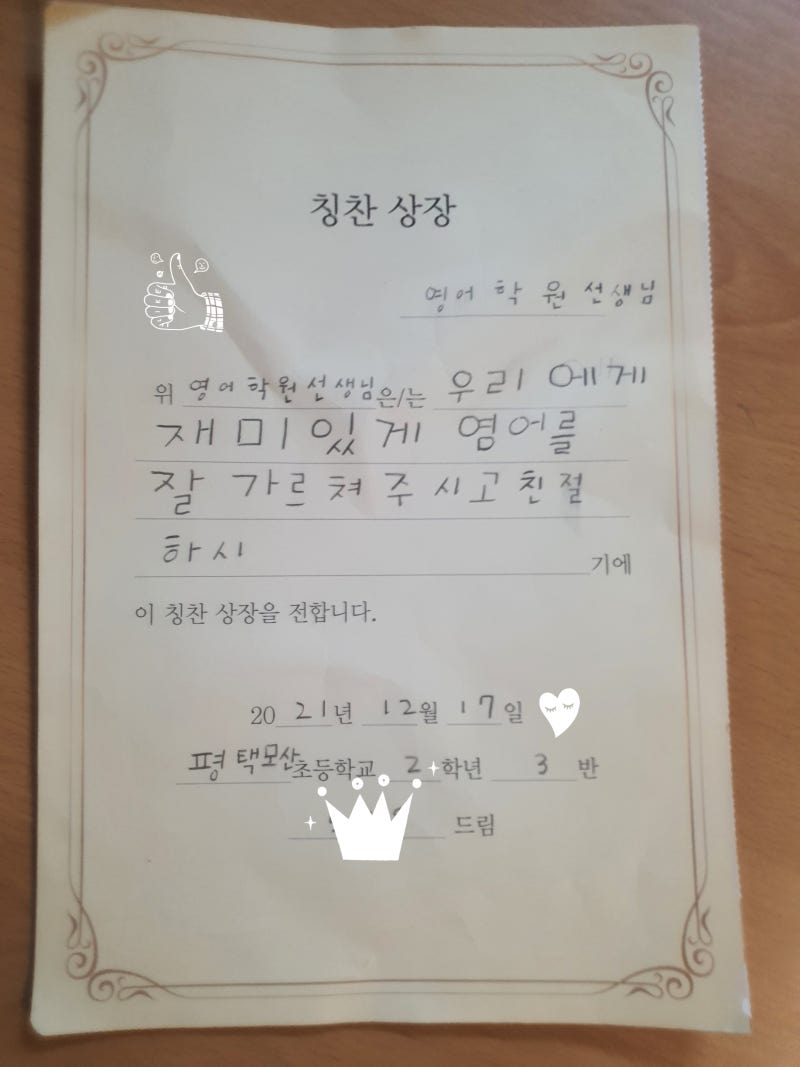 칭찬 상장
영어 학원 선생님
위 영어학원선생님은/는 우리 에게
재미있게 영어를
잘 가르쳐 주시고 친절
하시 기에
이 칭찬 상장을 전합니다.
2021년 12월 17일
평택모산초등학교 2학년 3반
드림